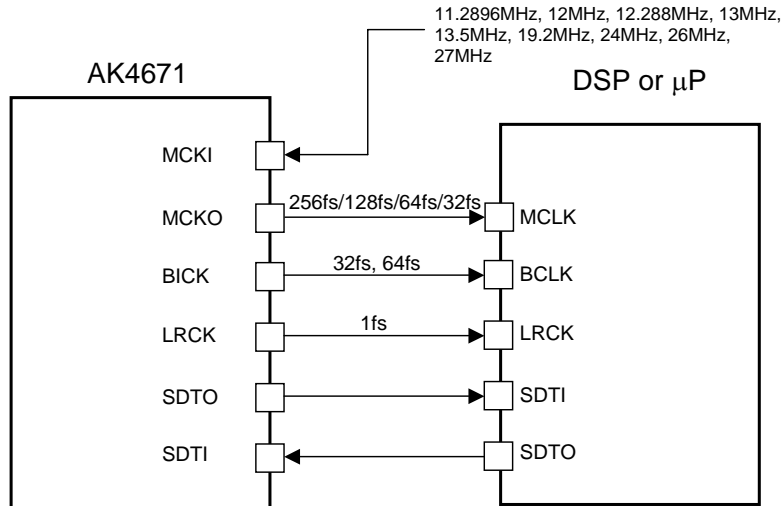 11.2896MHz, 12MHz, 12.288MHz, 13MHz,
13.5MHz, 19.2MHz, 24MHz, 26MHz,
27MHz
AK4671
DSP or μP
MCKI
MCKO
256fs/128fs/64fs/32fs
MCLK
BICK
32fs, 64fs
BCLK
LRCK
1fs
LRCK
SDTO
SDTI
SDTI
SDTO